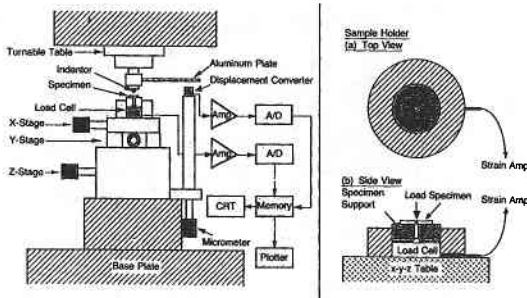 Turnable Table
Indentor
Specimen
Load Cell
X-Stage
Y-Stage
Z-Stage
Aluminum Plate
Displacement Converter
Amp
A/D
Amp
A/D
CRT
Memory
Micrometer
Plotter
Base Plate
Sample Holder
(a) Top View
Strain Amp
(b) Side View
Specimen
Support
Load Specimen
Strain Amp
Load Cell
x-y-z Table